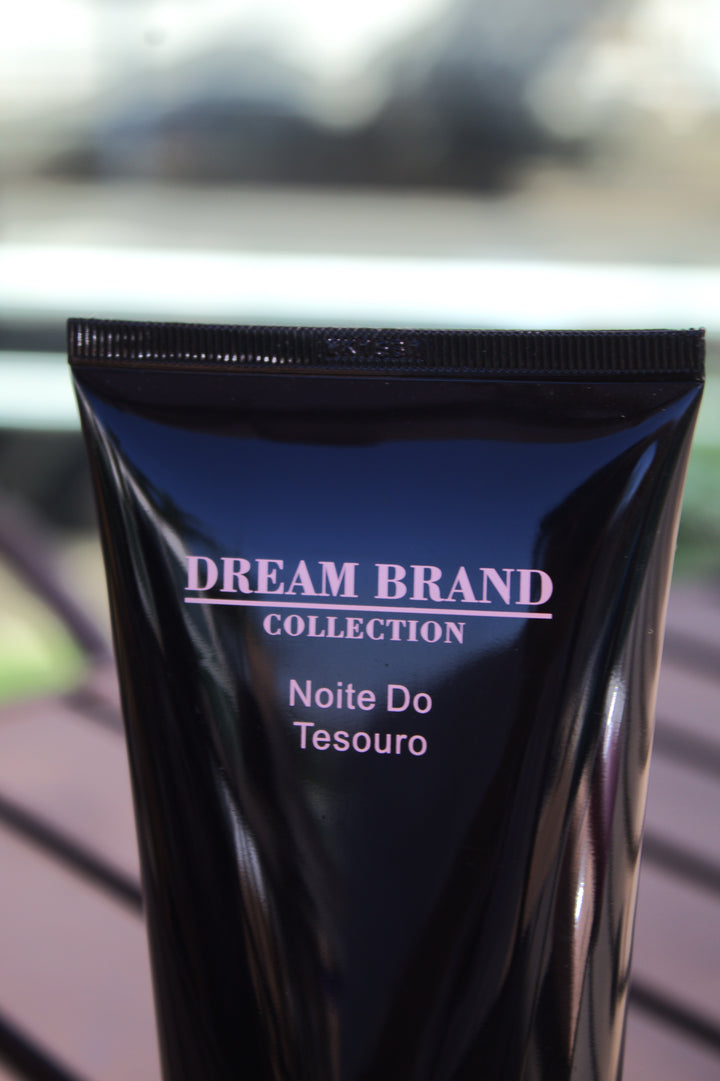 DREAM BRAND
COLLECTION
Noite Do
Tesouro